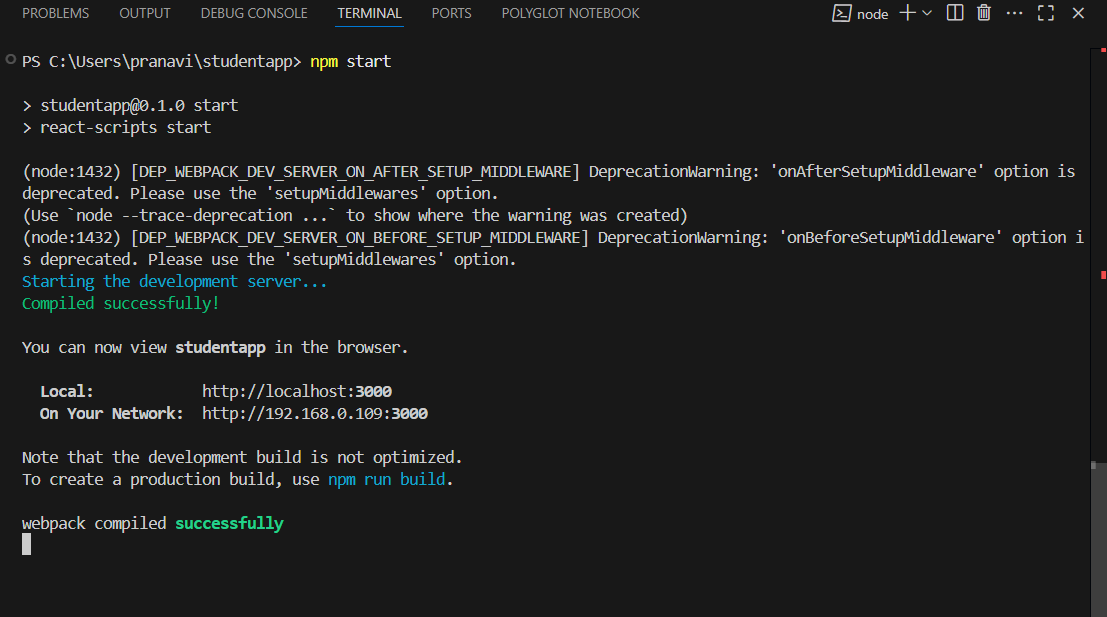 PROBLEMS OUTPUT DEBUG CONSOLE TERMINAL PORTS POLYGLOT NOTEBOOK node
PS C:\Users\pranavi\studentapp> npm start
> studentapp@0.1.0 start
> react-scripts start
(node:1432) [DEP_WEBPACK_DEV_SERVER_ON_AFTER_SETUP_MIDDLEWARE] DeprecationWarning: 'onAfterSetupMiddleware' option is
deprecated. Please use the 'setupMiddlewares' option.
(Use `node --trace-deprecation ...` to show where the warning was created)
(node:1432) [DEP_WEBPACK_DEV_SERVER_ON_BEFORE_SETUP_MIDDLEWARE] DeprecationWarning: 'onBeforeSetupMiddleware' option i
s deprecated. Please use the 'setupMiddlewares' option.
Starting the development server...
Compiled successfully!
You can now view studentapp in the browser.
Local: http://localhost:3000
On Your Network: http://192.168.0.109:3000
Note that the development build is not optimized.
To create a production build, use npm run build.
webpack compiled successfully